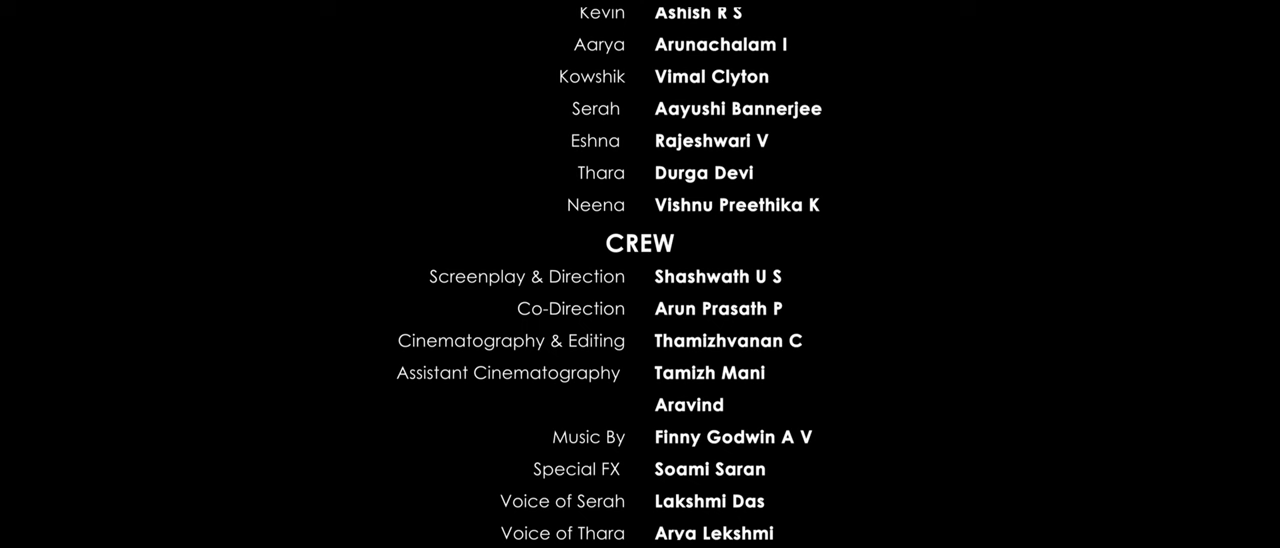 Kevin Ashish R S
Aarya Arunachalam I
Kowshik Vimal Clyton
Serah Aayushi Bannerjee
Eshna Rajeshwari V
Thara Durga Devi
Neena Vishnu Preethika K
CREW
Screenplay & Direction Shashwath U S
Co-Direction Arun Prasath P
Cinematography & Editing Thamizhvanan C
Assistant Cinematography Tamizh Mani
Aravind
Music By Finny Godwin A V
Special FX Soami Saran
Voice of Serah Lakshmi Das
Voice of Thara Arya Lekshmi